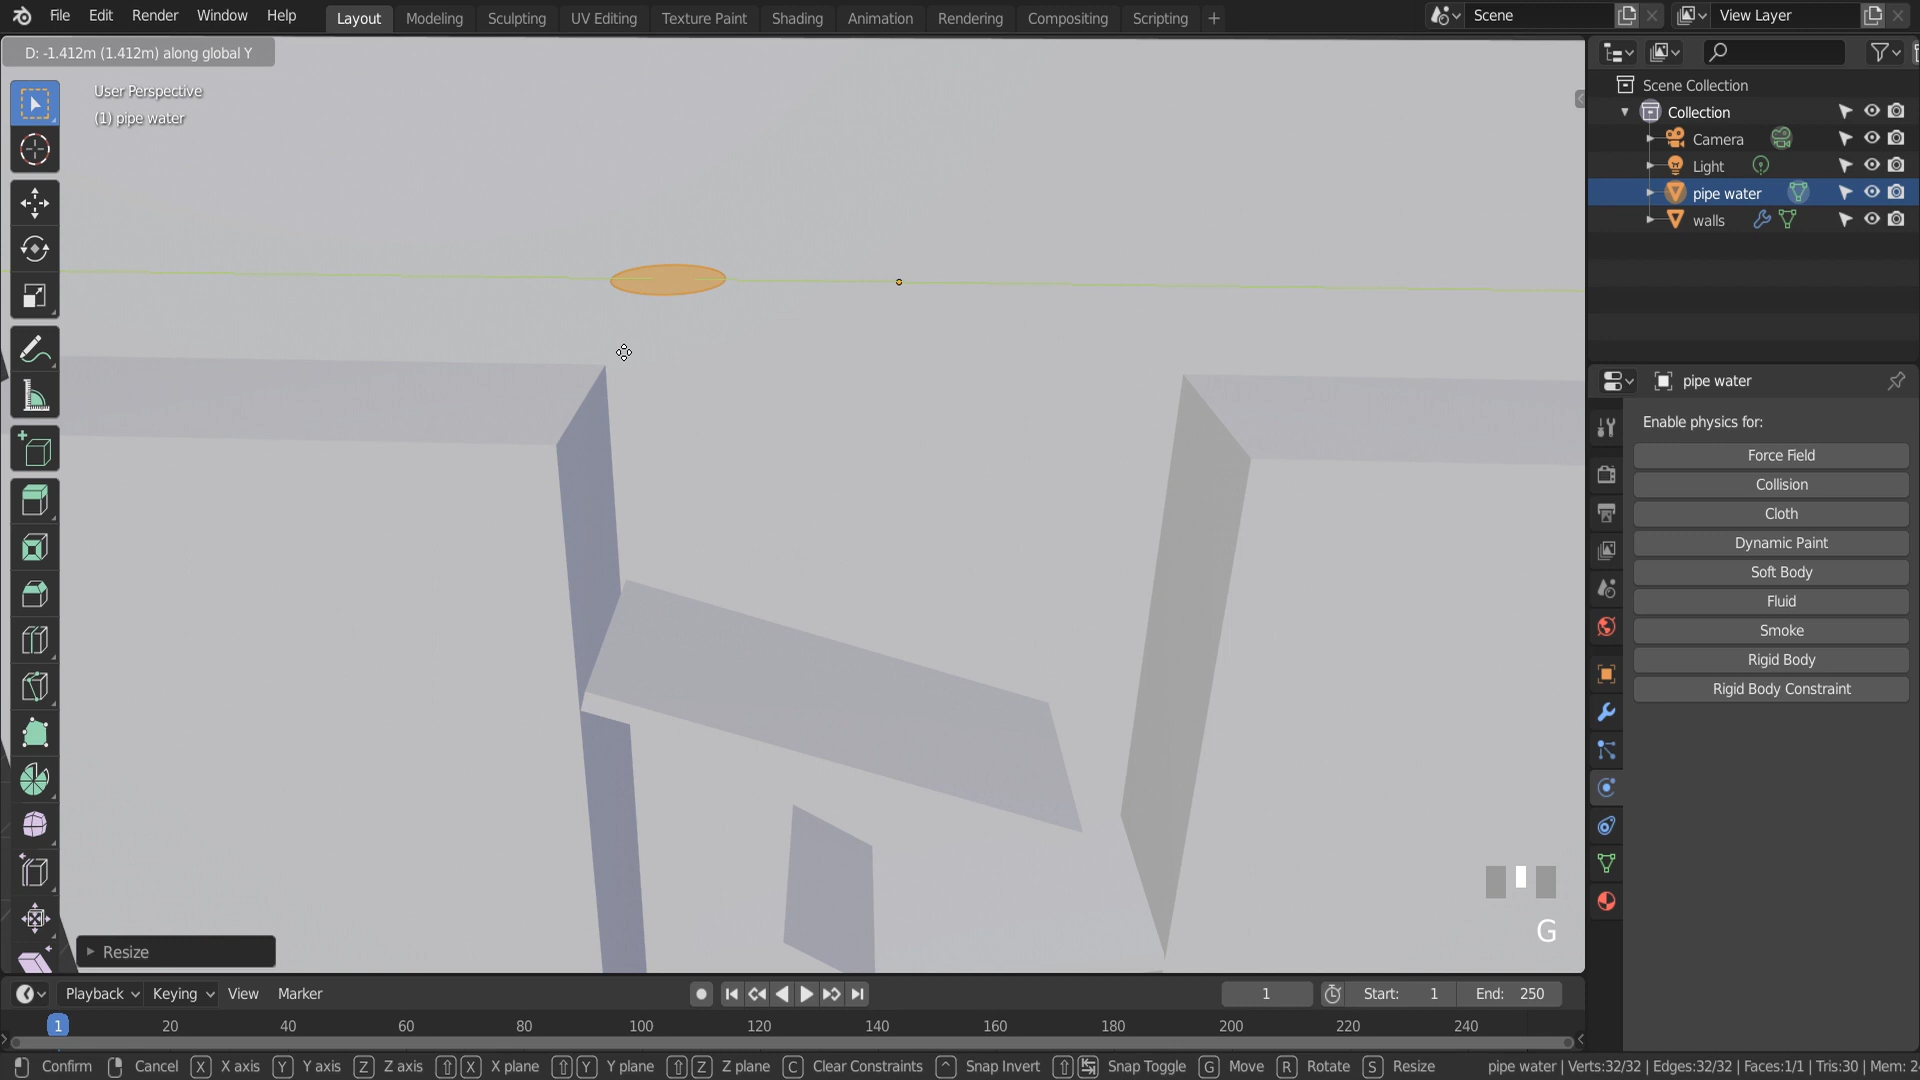 File Edit Render Window Help Layout Modeling Sculpting UV Editing Texture Paint Shading Animation Rendering Compositing Scripting + Scene View Layer
D: -1.412m (1.412m) along global Y
User Perspective
(1) pipe water
Scene Collection
Collection
Camera
Light
pipe water
walls
pipe water
Enable physics for:
Force Field
Collision
Cloth
Dynamic Paint
Soft Body
Fluid
Smoke
Rigid Body
Rigid Body Constraint
G
Resize
Playback Keying View Marker 1 Start: 1 End: 250
1 20 40 60 80 100 120 140 160 180 200 220 240
Confirm Cancel X X axis Y Y axis Z Z axis X X plane Y Y plane Z Z plane C Clear Constraints ^ Snap Invert Snap Toggle G Move R Rotate S Resize pipe water | Verts:32/32 | Edges:32/32 | Faces:1/1 | Tris:30 | Mem: